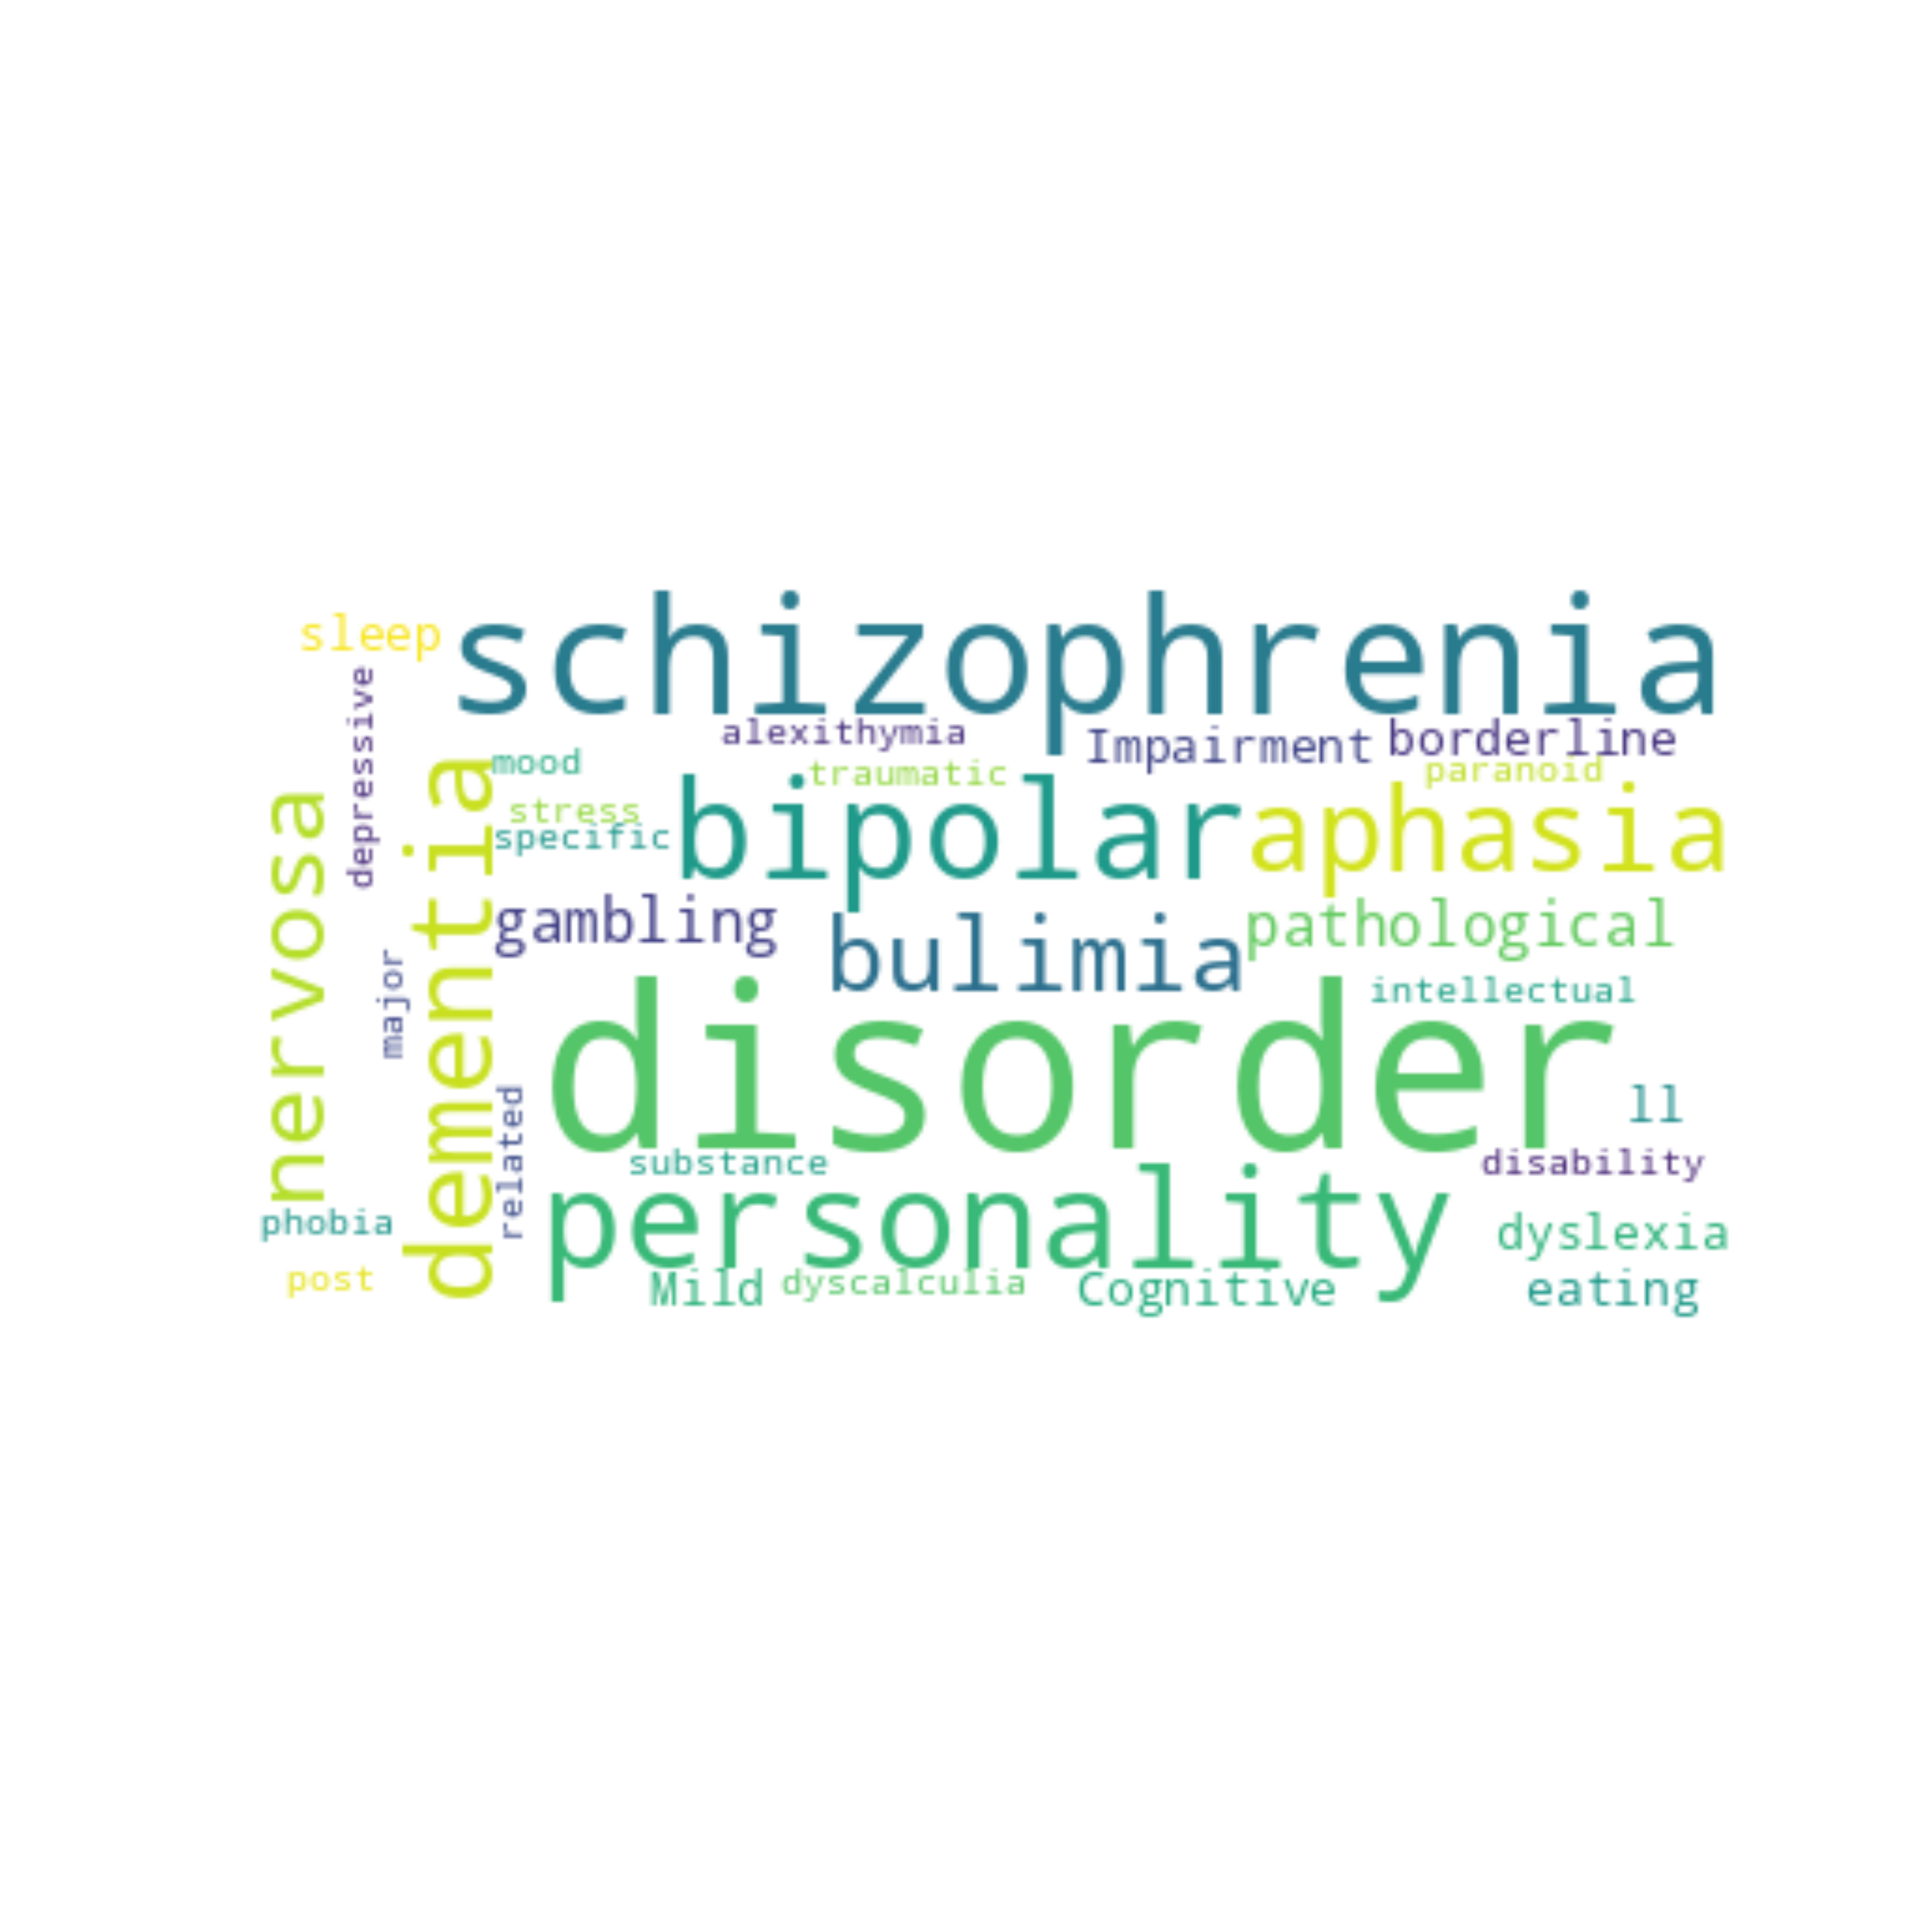 sleep
schizophrenia
depressive
alexithymia
Impairment
borderline
mood
traumatic
paranoid
stress
specific
bipolar
aphasia
nervosa
dementia
gambling
bulimia
pathological
major
intellectual
disorder
ll
related
substance
disability
personality
phobia
dyslexia
post
Mild
dyscalculia
Cognitive
eating